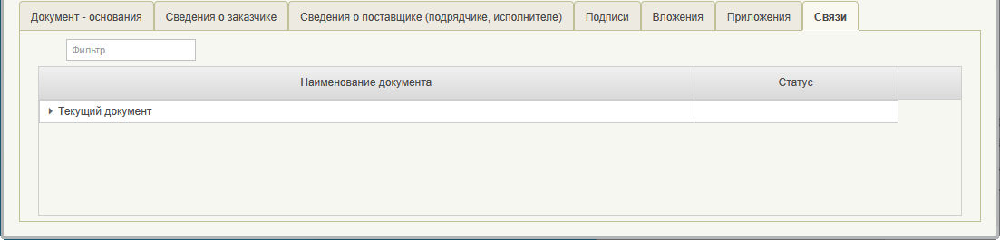 Документ - основания Сведения о заказчике Сведения о поставщике (подрядчике, исполнителе) Подписи Вложения Приложения Связи
Фильтр
Наименование документа Статус
Текущий документ